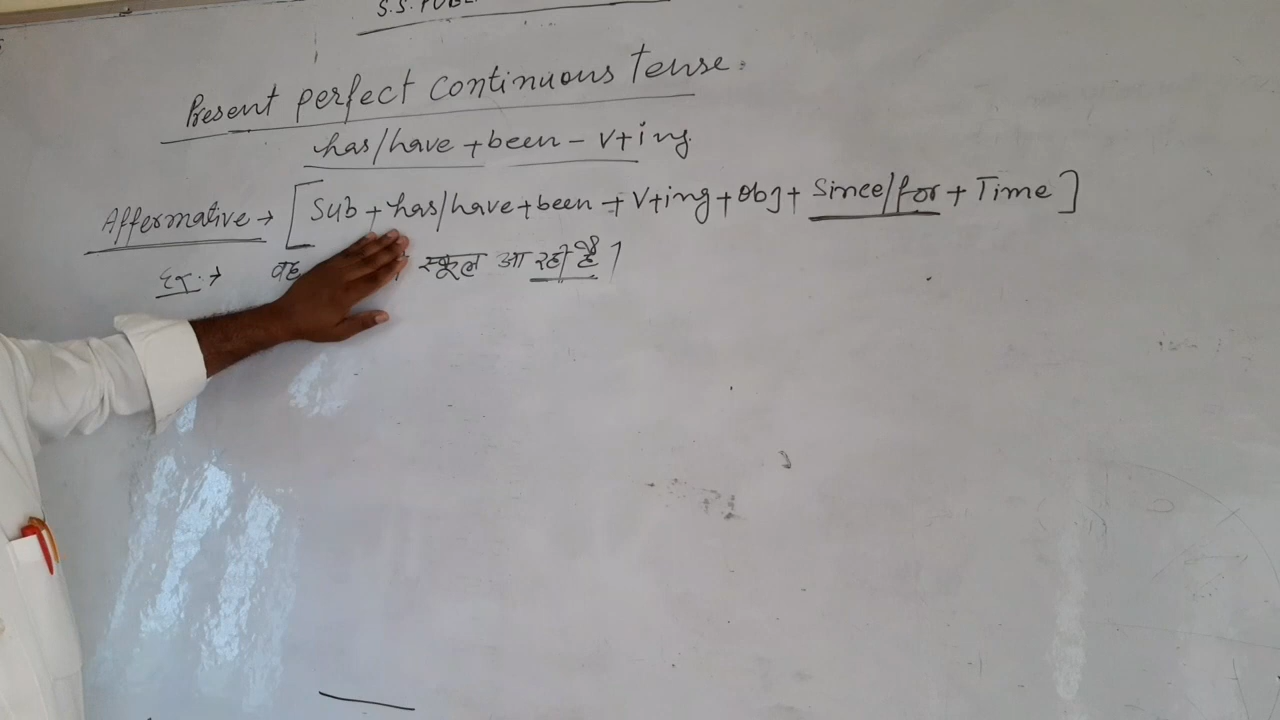 S.S. PUBL
Present perfect continuous tense.
has/have + been - V+ing
Affermative → [Sub + has/have + been + V+ing + Obj + Since/for + Time]
Ex:→ वह स्कूल आ रही है।